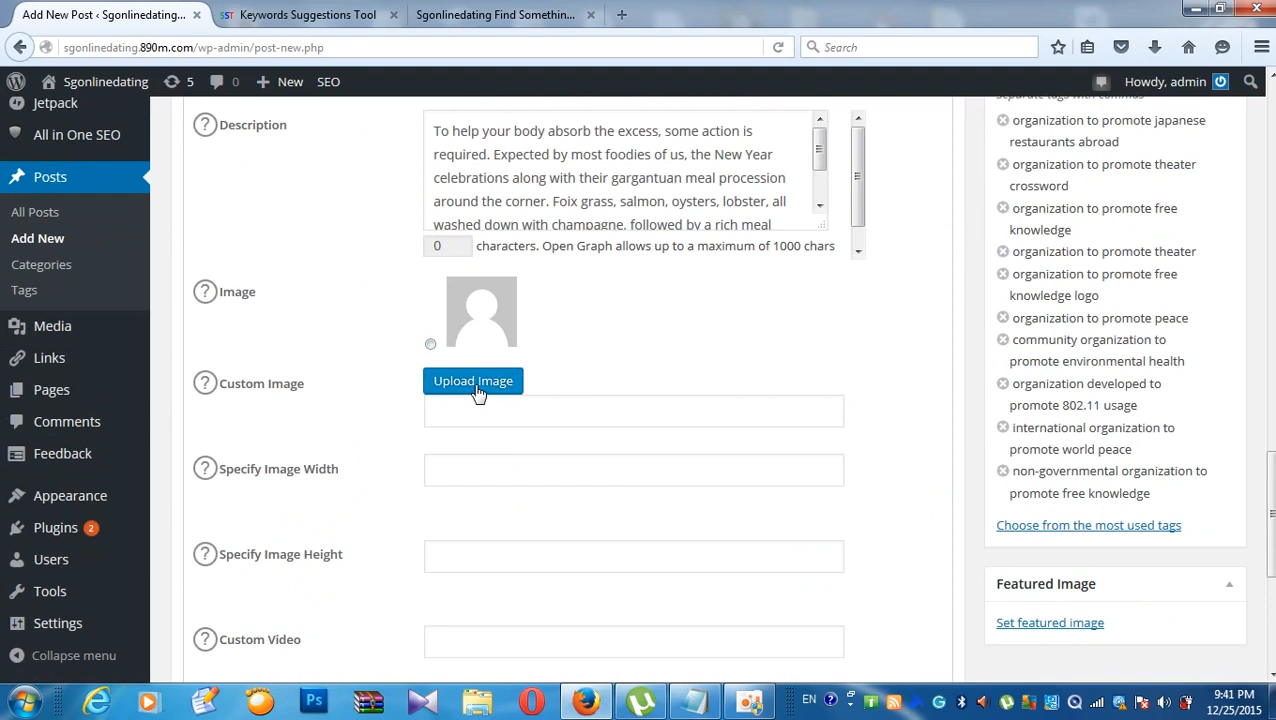 Add New Post ‹ Sgonlinedating...
Keywords Suggestions Tool
Sgonlinedating Find Somethin...
sgonlinedating.890m.com/wp-admin/post-new.php
Search
Sgonlinedating
5
0
New
SEO
Howdy, admin
Jetpack
All in One SEO
Posts
All Posts
Add New
Categories
Tags
Media
Links
Pages
Comments
Feedback
Appearance
Plugins 2
Users
Tools
Settings
Collapse menu
Description
To help your body absorb the excess, some action is
required. Expected by most foodies of us, the New Year
celebrations along with their gargantuan meal procession
around the corner. Foix grass, salmon, oysters, lobster, all
washed down with champagne, followed by a rich meal
0 characters. Open Graph allows up to a maximum of 1000 chars
Image
Custom Image
Upload Image
Specify Image Width
Specify Image Height
Custom Video
Separate tags with commas
organization to promote japanese
restaurants abroad
organization to promote theater
crossword
organization to promote free
knowledge
organization to promote theater
organization to promote free
knowledge logo
organization to promote peace
community organization to
promote environmental health
organization developed to
promote 802.11 usage
international organization to
promote world peace
non-governmental organization to
promote free knowledge
Choose from the most used tags
Featured Image
Set featured image
Ps
EN
9:41 PM
12/25/2015